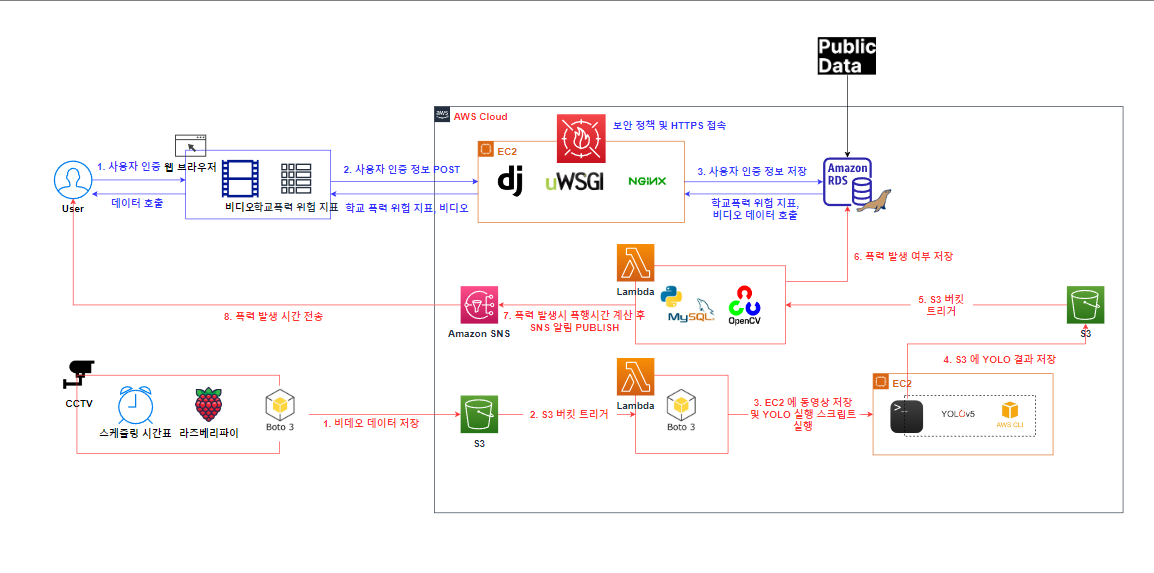 Public
Data
aws
AWS Cloud
보안 정책 및 HTTPS 접속
EC2
dj
uWSGI
NGINX
1. 사용자 인증
웹 브라우저
데이터 호출
User
비디오
학교폭력 위험 지표
2. 사용자 인증 정보 POST
학교 폭력 위험 지표, 비디오
3. 사용자 인증 정보 저장
학교폭력 위험 지표,
비디오 데이터 호출
Amazon
RDS
6. 폭력 발생 여부 저장
Lambda
MySQL
OpenCV
5. S3 버킷
트리거
S3
7. 폭력 발생시 폭행시간 계산 후
SNS 알림 PUBLISH
Amazon SNS
8. 폭력 발생 시간 전송
4. S3 에 YOLO 결과 저장
CCTV
스케쥴링 시간표
라즈베리파이
Boto 3
1. 비데오 데이터 저장
S3
2. S3 버킷 트리거
Lambda
Boto 3
3. EC2 에 동영상 저장
및 YOLO 실행 스크립트
실행
EC2
>_
YOLOv5
AWS CLI